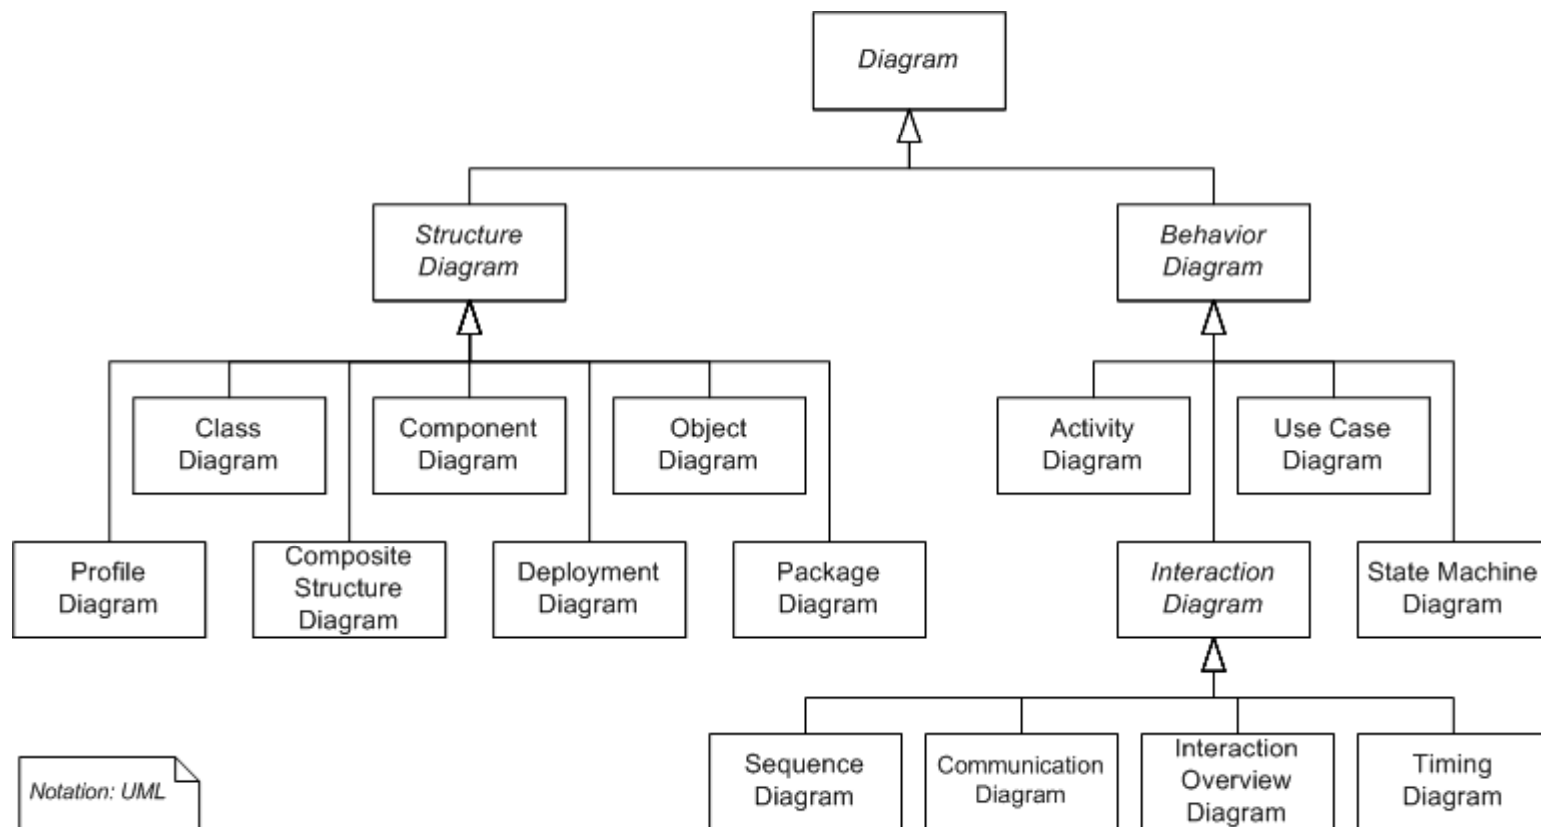 Diagram
Structure
Diagram
Behavior
Diagram
Class
Diagram
Component
Diagram
Object
Diagram
Activity
Diagram
Use Case
Diagram
Profile
Diagram
Composite
Structure
Diagram
Deployment
Diagram
Package
Diagram
Interaction
Diagram
State Machine
Diagram
Sequence
Diagram
Communication
Diagram
Interaction
Overview
Diagram
Timing
Diagram
Notation: UML